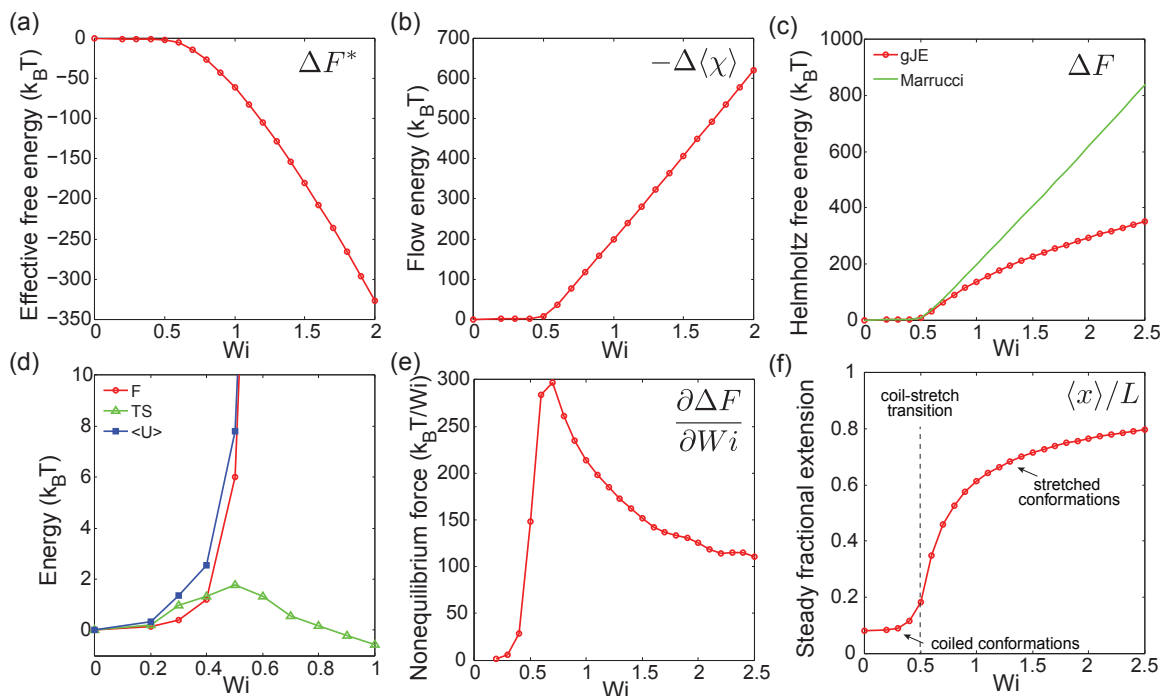 (a)
ΔF*
Effective free energy (k_BT)
0
−50
−100
−150
−200
−250
−300
−350
0 0.5 1 1.5 2
Wi
(b)
−Δ⟨χ⟩
Flow energy (k_BT)
700
600
500
400
300
200
100
0
0 0.5 1 1.5 2
Wi
(c)
ΔF
gJE
Marrucci
Helmholtz free energy (k_BT)
1000
800
600
400
200
0
0 0.5 1 1.5 2 2.5
Wi
(d)
F
TS
<U>
Energy (k_BT)
10
8
6
4
2
0
0 0.2 0.4 0.6 0.8 1
Wi
(e)
∂ΔF
∂Wi
Nonequilibrium force (k_BT/Wi)
300
250
200
150
100
50
0
0 0.5 1.0 1.5 2.0 2.5
Wi
(f)
⟨x⟩/L
coil-stretch
transition
stretched
conformations
coiled conformations
Steady fractional extension
1
0.8
0.6
0.4
0.2
0
0 0.5 1.0 1.5 2.0 2.5
Wi